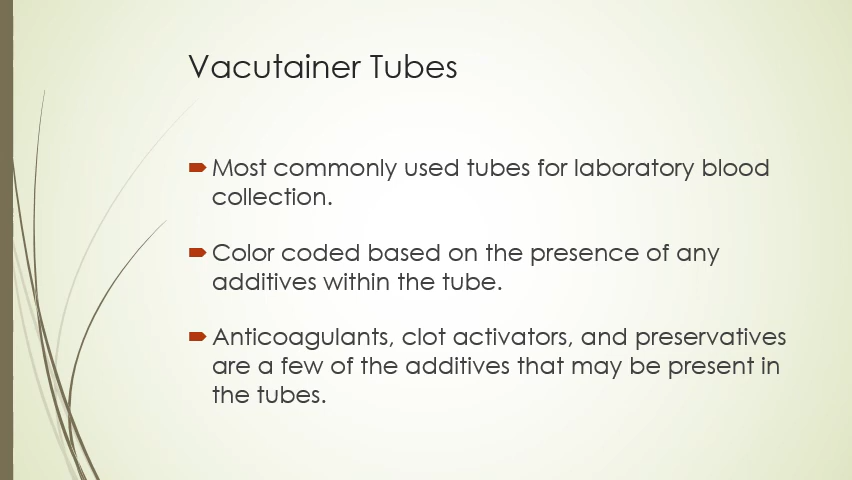 Vacutainer Tubes
Most commonly used tubes for laboratory blood
collection.
Color coded based on the presence of any
additives within the tube.
Anticoagulants, clot activators, and preservatives
are a few of the additives that may be present in
the tubes.